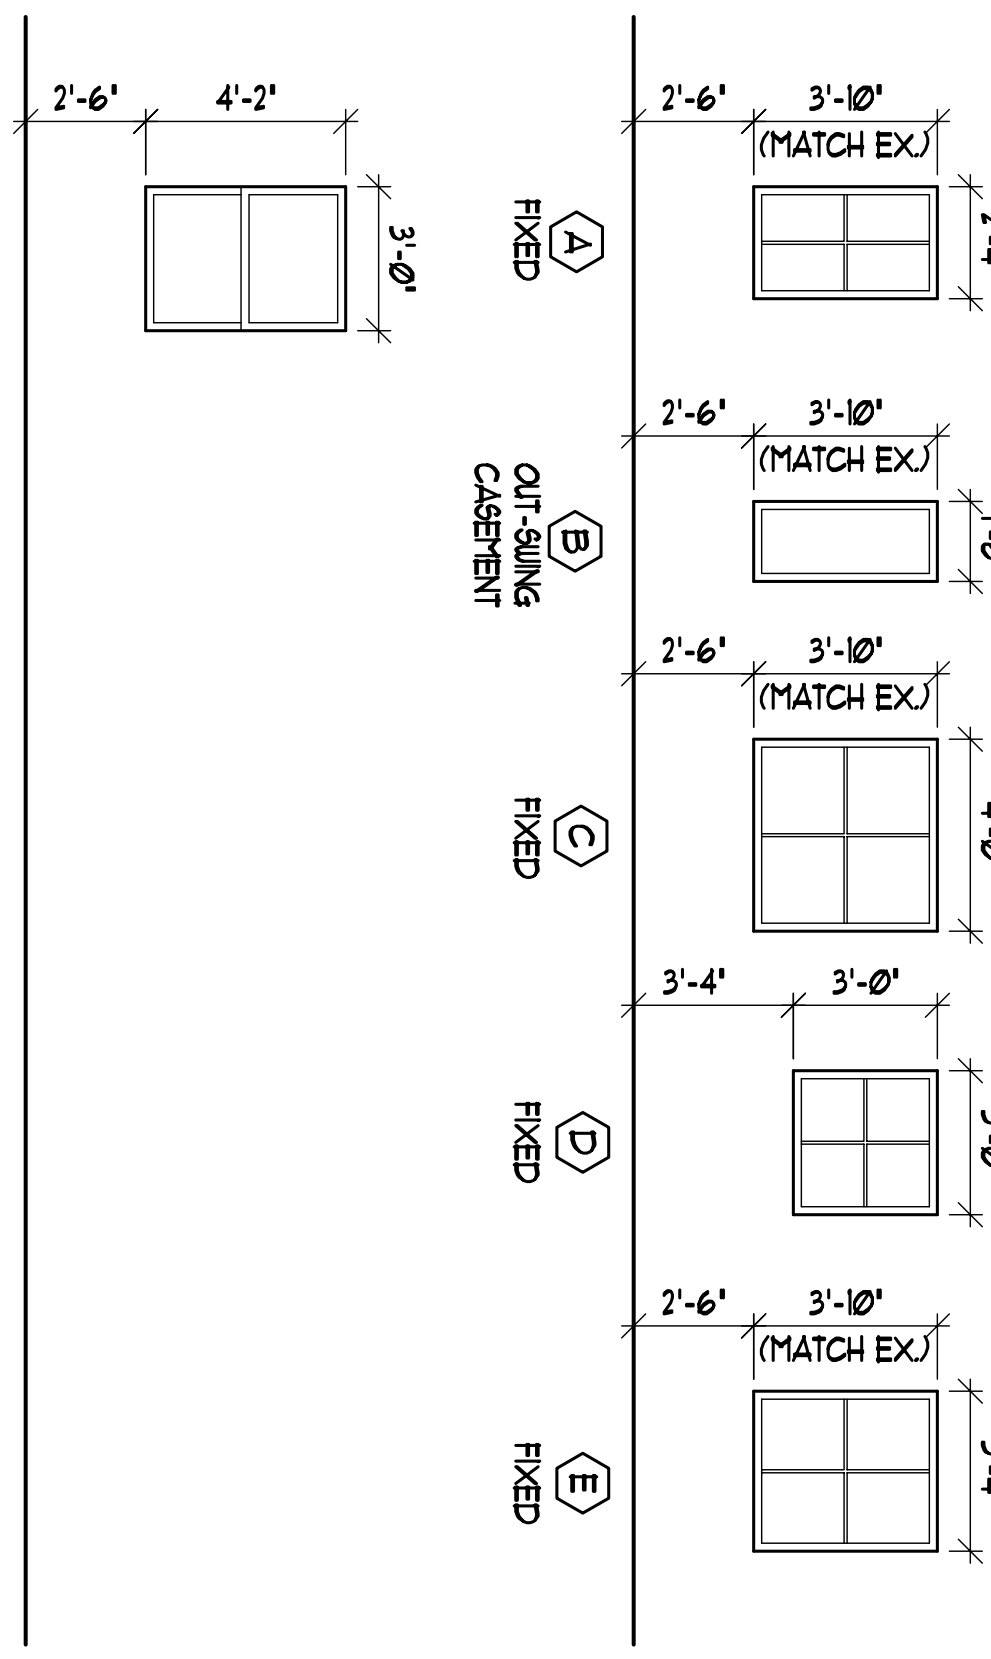 2'-6"
4'-2"
3'-0"
2'-6"
3'-10"
(MATCH EX.)
A
FIXED
2'-6"
3'-10"
(MATCH EX.)
B
OUT-SWING
CASEMENT
2'-6"
3'-10"
(MATCH EX.)
C
FIXED
3'-4"
3'-0"
D
FIXED
2'-6"
3'-10"
(MATCH EX.)
E
FIXED